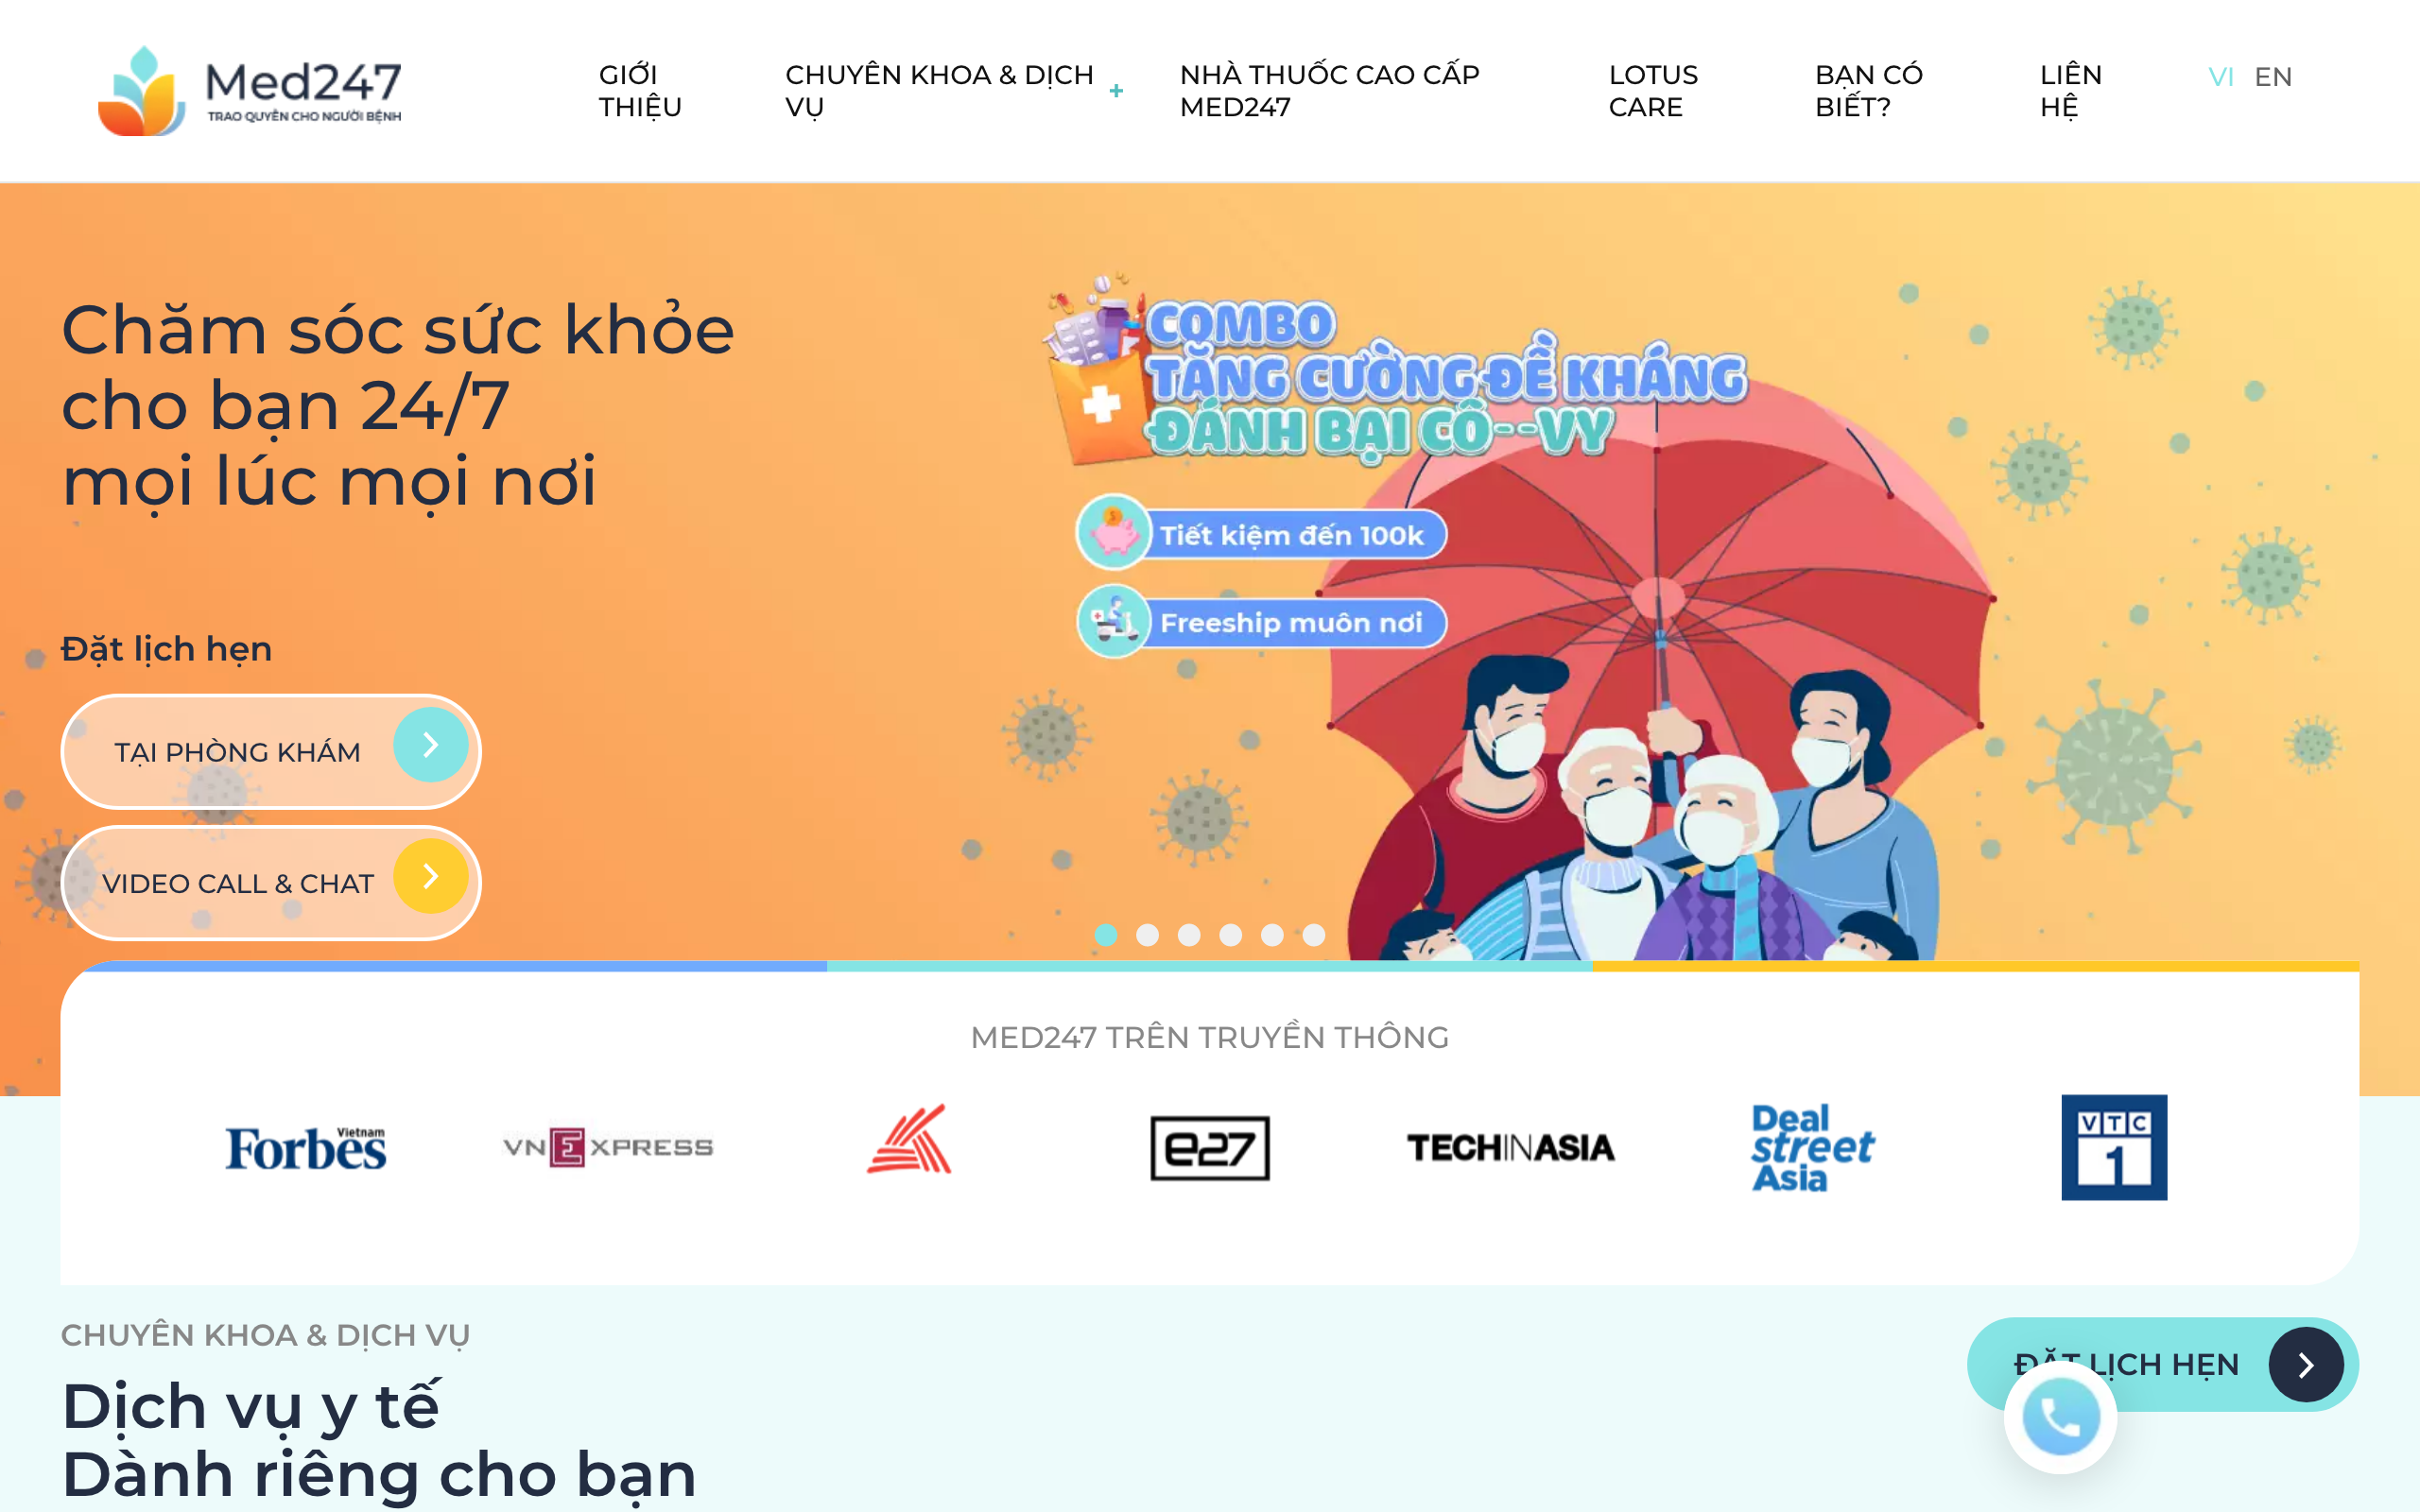 Med247
TRAO QUYỀN CHO NGƯỜI BỆNH
GIỚI
THIỆU
CHUYÊN KHOA & DỊCH
VỤ
+
NHÀ THUỐC CAO CẤP
MED247
LOTUS
CARE
BẠN CÓ
BIẾT?
LIÊN
HỆ
VI EN
Chăm sóc sức khỏe
cho bạn 24/7
mọi lúc mọi nơi
COMBO
TĂNG CƯỜNG ĐỀ KHÁNG
ĐÁNH BẠI CÔ--VY
Tiết kiệm đến 100k
Freeship muôn nơi
Đặt lịch hẹn
TẠI PHÒNG KHÁM
VIDEO CALL & CHAT
MED247 TRÊN TRUYỀN THÔNG
Forbes Vietnam
VNEXPRESS
e27
TECHINASIA
Deal
street
Asia
VTC
1
CHUYÊN KHOA & DỊCH VỤ
ĐẶT LỊCH HẸN
Dịch vụ y tế
Dành riêng cho bạn